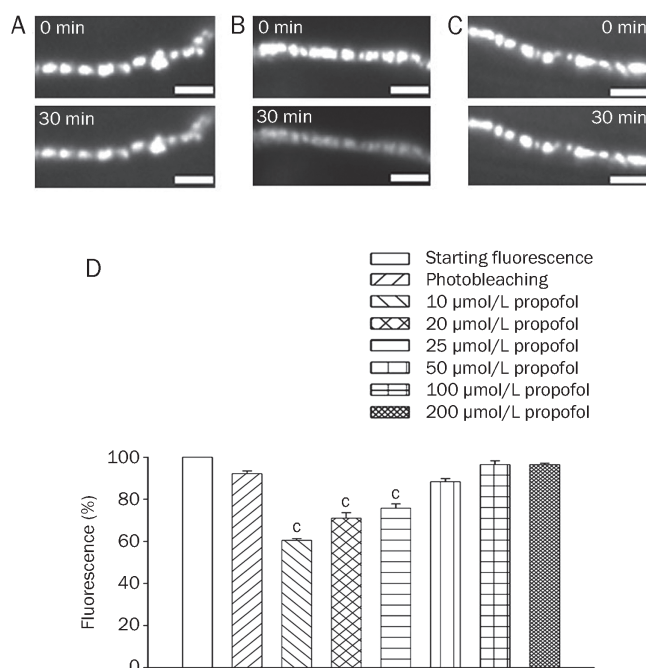 A
0 min
30 min
B
0 min
30 min
C
0 min
30 min
D
Starting fluorescence
Photobleaching
10 µmol/L propofol
20 µmol/L propofol
25 µmol/L propofol
50 µmol/L propofol
100 µmol/L propofol
200 µmol/L propofol
Fluorescence (%)
100
80
60
40
20
0
c
c
c